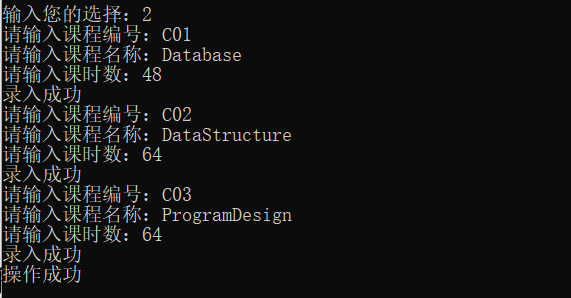 输入您的选择：2
请输入课程编号：C01
请输入课程名称：Database
请输入课时数：48
录入成功
请输入课程编号：C02
请输入课程名称：DataStructure
请输入课时数：64
录入成功
请输入课程编号：C03
请输入课程名称：ProgramDesign
请输入课时数：64
录入成功
操作成功